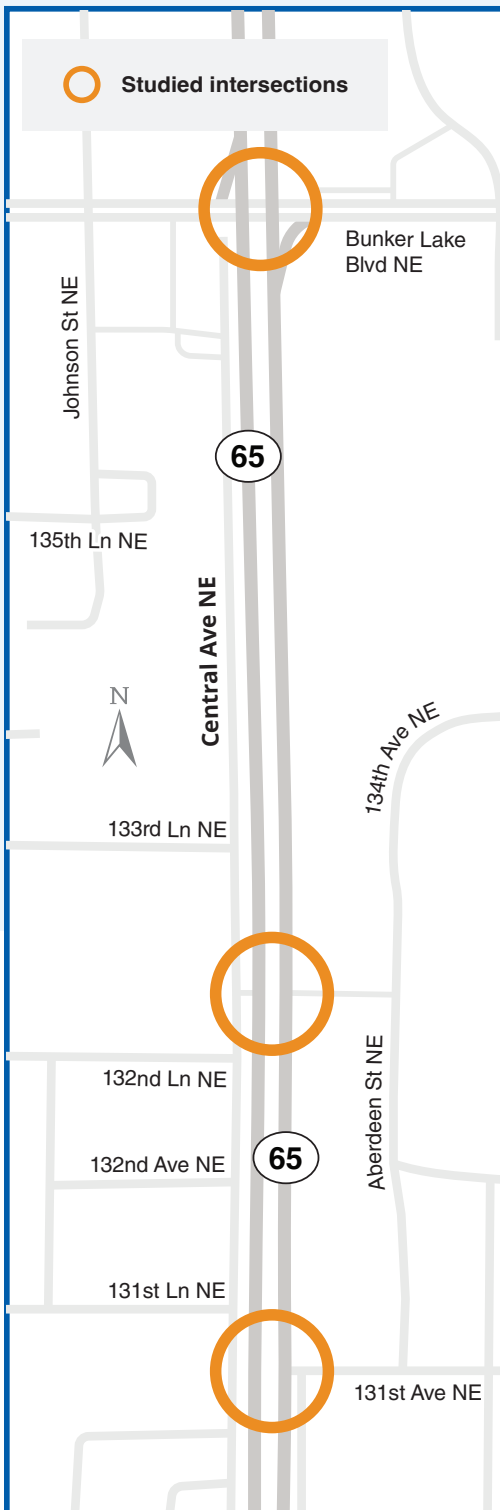 Studied intersections
Bunker Lake
Blvd NE
Johnson St NE
65
135th Ln NE
Central Ave NE
N
134th Ave NE
133rd Ln NE
132nd Ln NE
Aberdeen St NE
132nd Ave NE
65
131st Ln NE
131st Ave NE